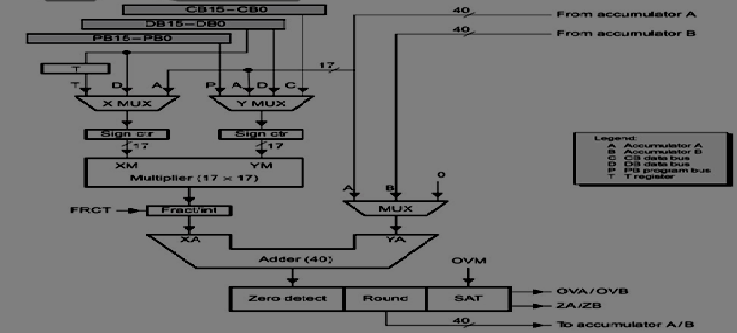 CB15-CB0
DB15-DB0
PB15-PB0
40
From accumulator A
40
From accumulator B
17
T
T D A P A D C
X MUX
Y MUX
Sign ctr
Sign ctr
17
17
XM
YM
Multiplier (17 × 17)
Legend:
A Accumulator A
B Accumulator B
C CB data bus
D DB data bus
P PB program bus
T T register
A B 0
MUX
FRCT
Fract/int
XA
YA
Adder (40)
OVM
Zero detect
Round
SAT
OVA/OVB
ZA/ZB
40
To accumulator A/B